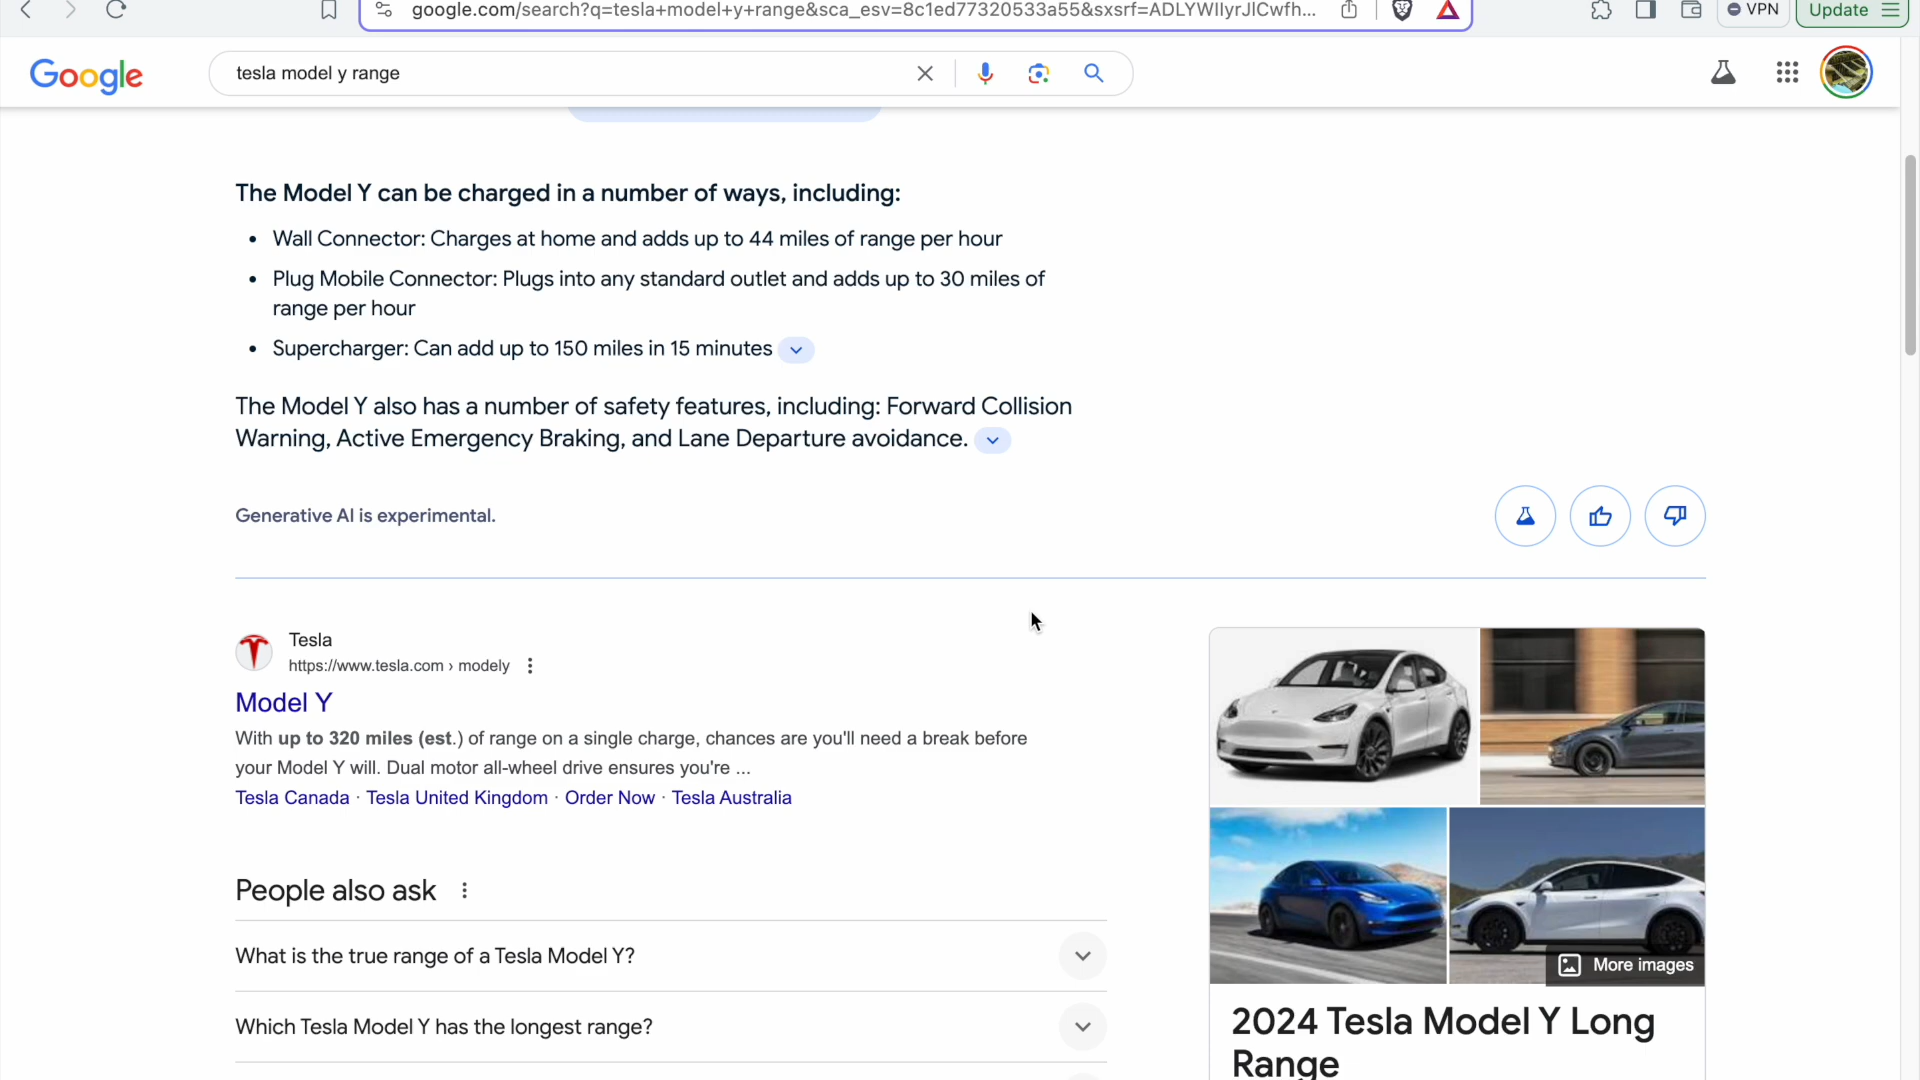 google.com/search?q=tesla+model+y+range&sca_esv=8c1ed77320533a55&sxsrf=ADLYWIIyrJlCwfh...
VPN
Update
Google
tesla model y range
The Model Y can be charged in a number of ways, including:
• Wall Connector: Charges at home and adds up to 44 miles of range per hour
• Plug Mobile Connector: Plugs into any standard outlet and adds up to 30 miles of
range per hour
• Supercharger: Can add up to 150 miles in 15 minutes
The Model Y also has a number of safety features, including: Forward Collision
Warning, Active Emergency Braking, and Lane Departure avoidance.
Generative AI is experimental.
Tesla
https://www.tesla.com › modely
Model Y
With up to 320 miles (est.) of range on a single charge, chances are you'll need a break before
your Model Y will. Dual motor all-wheel drive ensures you're ...
Tesla Canada · Tesla United Kingdom · Order Now · Tesla Australia
People also ask
What is the true range of a Tesla Model Y?
Which Tesla Model Y has the longest range?
More images
2024 Tesla Model Y Long
Range